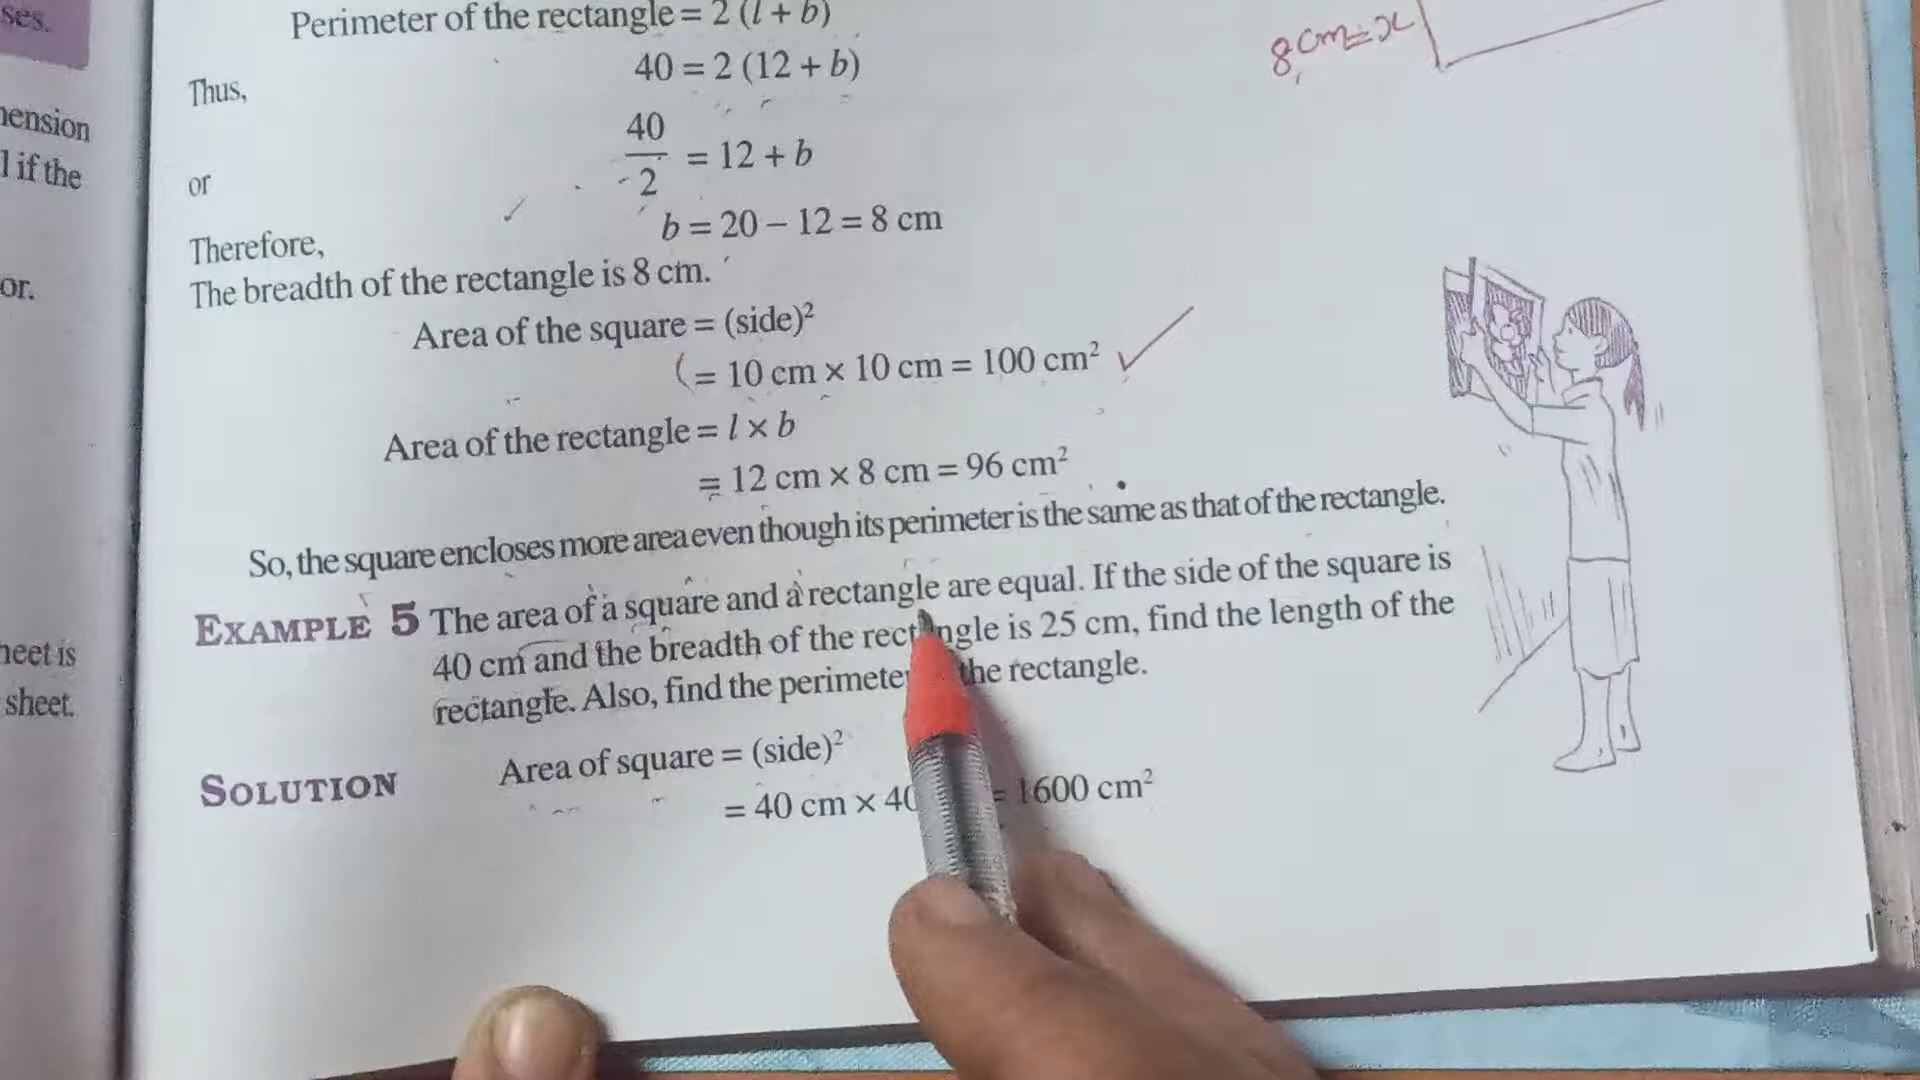 ses.
mension
l if the
or.
heet is
sheet.
Perimeter of the rectangle = 2 (l + b)
8 cm = x
Thus,
40 = 2 (12 + b)
or
40/2 = 12 + b
Therefore,
b = 20 – 12 = 8 cm
The breadth of the rectangle is 8 cm.
Area of the square = (side)²
= 10 cm × 10 cm = 100 cm²
Area of the rectangle = l × b
= 12 cm × 8 cm = 96 cm²
So, the square encloses more area even though its perimeter is the same as that of the rectangle.
EXAMPLE 5 The area of a square and a rectangle are equal. If the side of the square is
40 cm and the breadth of the rectangle is 25 cm, find the length of the
rectangle. Also, find the perimeter the rectangle.
SOLUTION Area of square = (side)²
= 40 cm × 40 = 1600 cm²